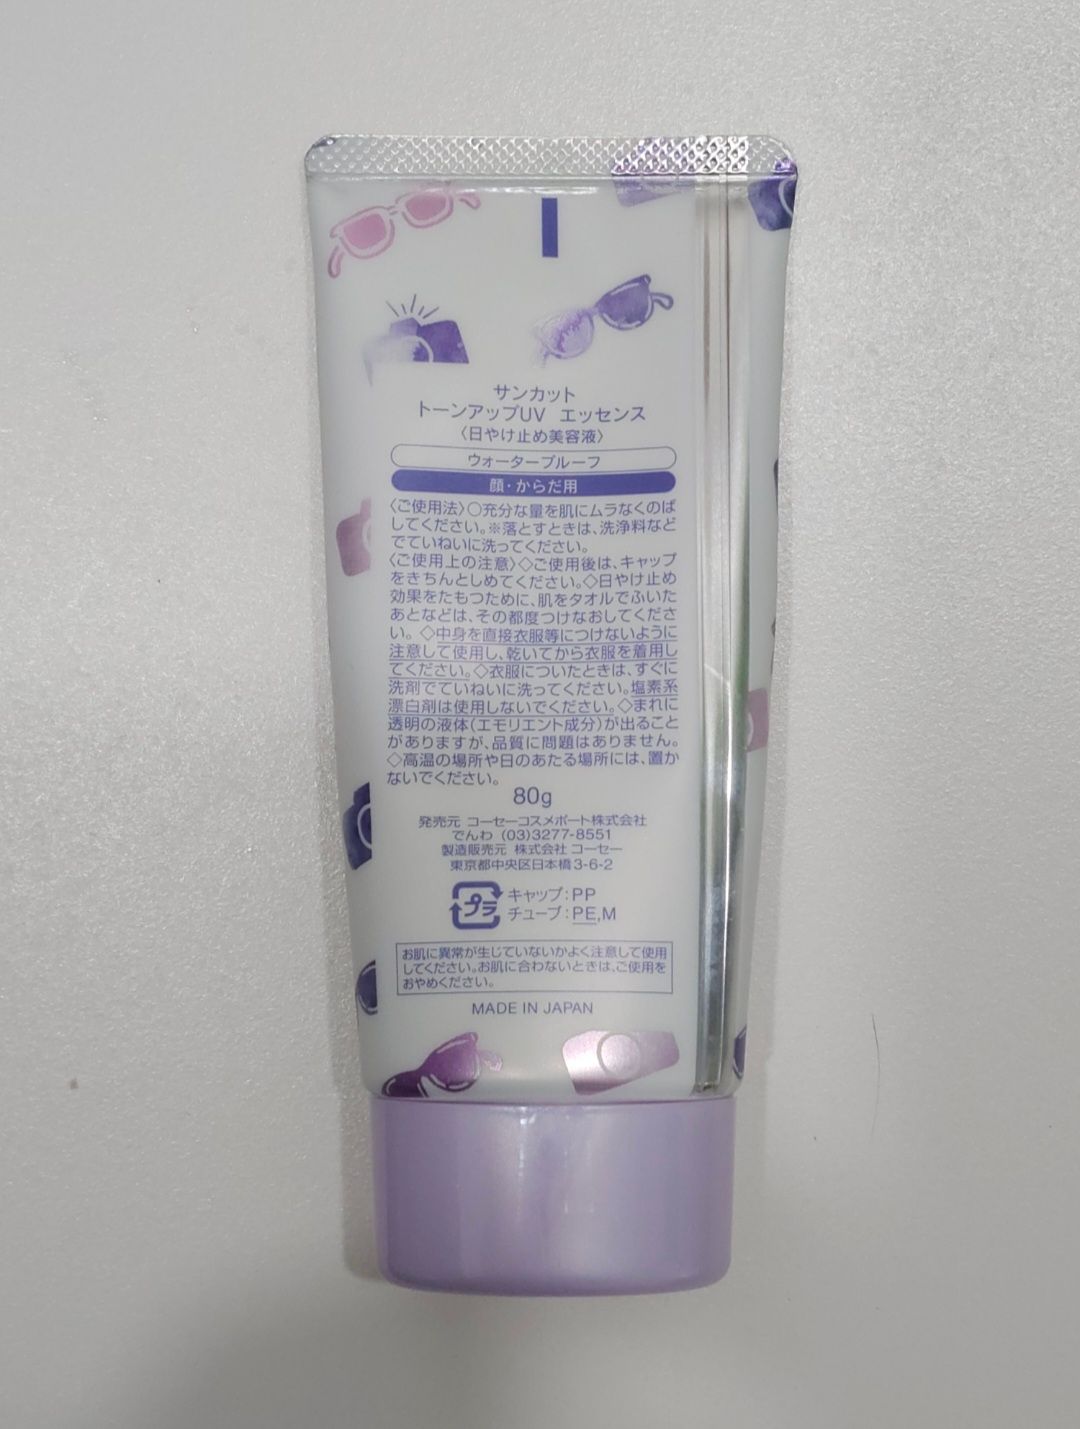 サンカット
トーンアップUV エッセンス
〈日やけ止め美容液〉
ウォータープルーフ
顔・からだ用
〈ご使用法〉○充分な量を肌にムラなくのば
してください。※落とすときは、洗浄料など
でていねいに洗ってください。
〈ご使用上の注意〉◇ご使用後は、キャップ
をきちんとしめてください。◇日やけ止め
効果をたもつために、肌をタオルでふいた
あとなどは、その都度つけなおしてくださ
い。◇中身を直接衣服等につけないように
注意して使用し、乾いてから衣服を着用し
てください。◇衣服についたときは、すぐに
洗剤でていねいに洗ってください。塩素系
漂白剤は使用しないでください。◇まれに
透明の液体(エモリエント成分)が出ること
がありますが、品質に問題はありません。
◇高温の場所や日のあたる場所には、置か
ないでください。
80g
発売元 コーセーコスメポート株式会社
でんわ (03)3277-8551
製造販売元 株式会社 コーセー
東京都中央区日本橋3-6-2
プラ
キャップ:PP
チューブ:PE,M
お肌に異常が生じていないかよく注意して使用
してください。お肌に合わないときは、ご使用を
おやめください。
MADE IN JAPAN